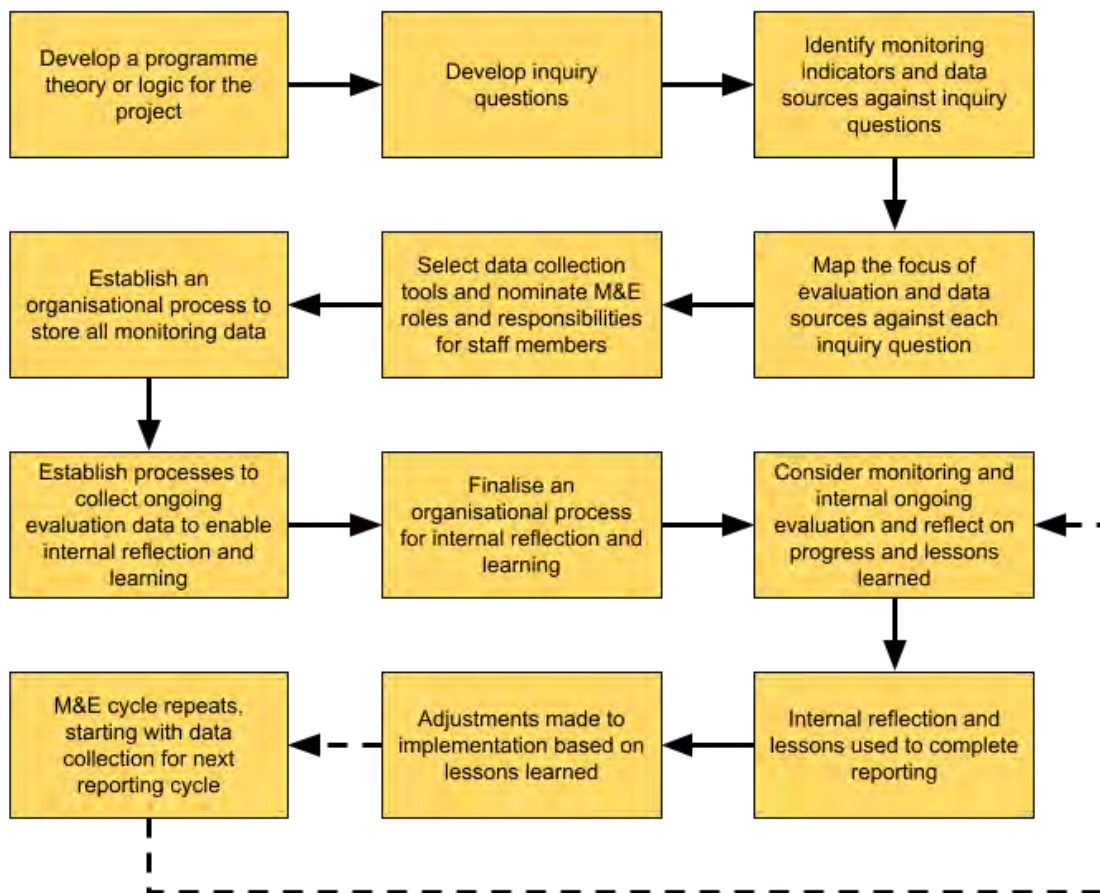 Develop a programme
theory or logic for the
project
Develop inquiry
questions
Identify monitoring
indicators and data
sources against inquiry
questions
Establish an
organisational process to
store all monitoring data
Select data collection
tools and nominate M&E
roles and responsibilities
for staff members
Map the focus of
evaluation and data
sources against each
inquiry question
Establish processes to
collect ongoing
evaluation data to enable
internal reflection and
learning
Finalise an
organisational process
for internal reflection and
learning
Consider monitoring and
internal ongoing
evaluation and reflect on
progress and lessons
learned
M&E cycle repeats,
starting with data
collection for next
reporting cycle
Adjustments made to
implementation based on
lessons learned
Internal reflection and
lessons used to complete
reporting